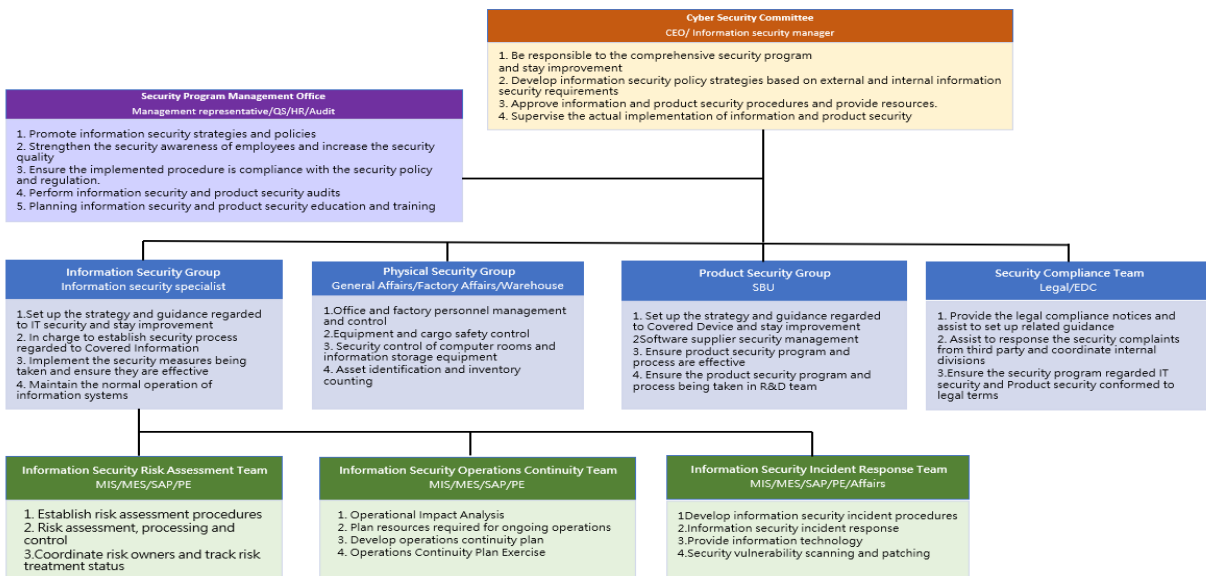 Cyber Security Committee
CEO/ Information security manager
1. Be responsible to the comprehensive security program
and stay improvement
2. Develop information security policy strategies based on external and internal information
security requirements
3. Approve information and product security procedures and provide resources.
4. Supervise the actual implementation of information and product security
Security Program Management Office
Management representative/QS/HR/Audit
1. Promote information security strategies and policies
2. Strengthen the security awareness of employees and increase the security
quality
3. Ensure the implemented procedure is compliance with the security policy
and regulation.
4. Perform information security and product security audits
5. Planning information security and product security education and training
Information Security Group
Information security specialist
1.Set up the strategy and guidance regarded
to IT security and stay improvement
2. In charge to establish security process
regarded to Covered Information
3. Implement the security measures being
taken and ensure they are effective
4. Maintain the normal operation of
information systems
Physical Security Group
General Affairs/Factory Affairs/Warehouse
1.Office and factory personnel management
and control
2.Equipment and cargo safety control
3. Security control of computer rooms and
information storage equipment
4. Asset identification and inventory
counting
Product Security Group
SBU
1. Set up the strategy and guidance regarded
to Covered Device and stay improvement
2Software supplier security management
3. Ensure product security program and
process are effective
4. Ensure the product security program and
process being taken in R&D team
Security Compliance Team
Legal/EDC
1. Provide the legal compliance notices and
assist to set up related guidance
2. Assist to response the security complaints
from third party and coordinate internal
divisions
3.Ensure the security program regarded IT
security and Product security conformed to
legal terms
Information Security Risk Assessment Team
MIS/MES/SAP/PE
1. Establish risk assessment procedures
2. Risk assessment, processing and
control
3.Coordinate risk owners and track risk
treatment status
Information Security Operations Continuity Team
MIS/MES/SAP/PE
1. Operational Impact Analysis
2. Plan resources required for ongoing operations
3. Develop operations continuity plan
4. Operations Continuity Plan Exercise
Information Security Incident Response Team
MIS/MES/SAP/PE/Affairs
1Develop information security incident procedures
2.Information security incident response
3.Provide information technology
4.Security vulnerability scanning and patching